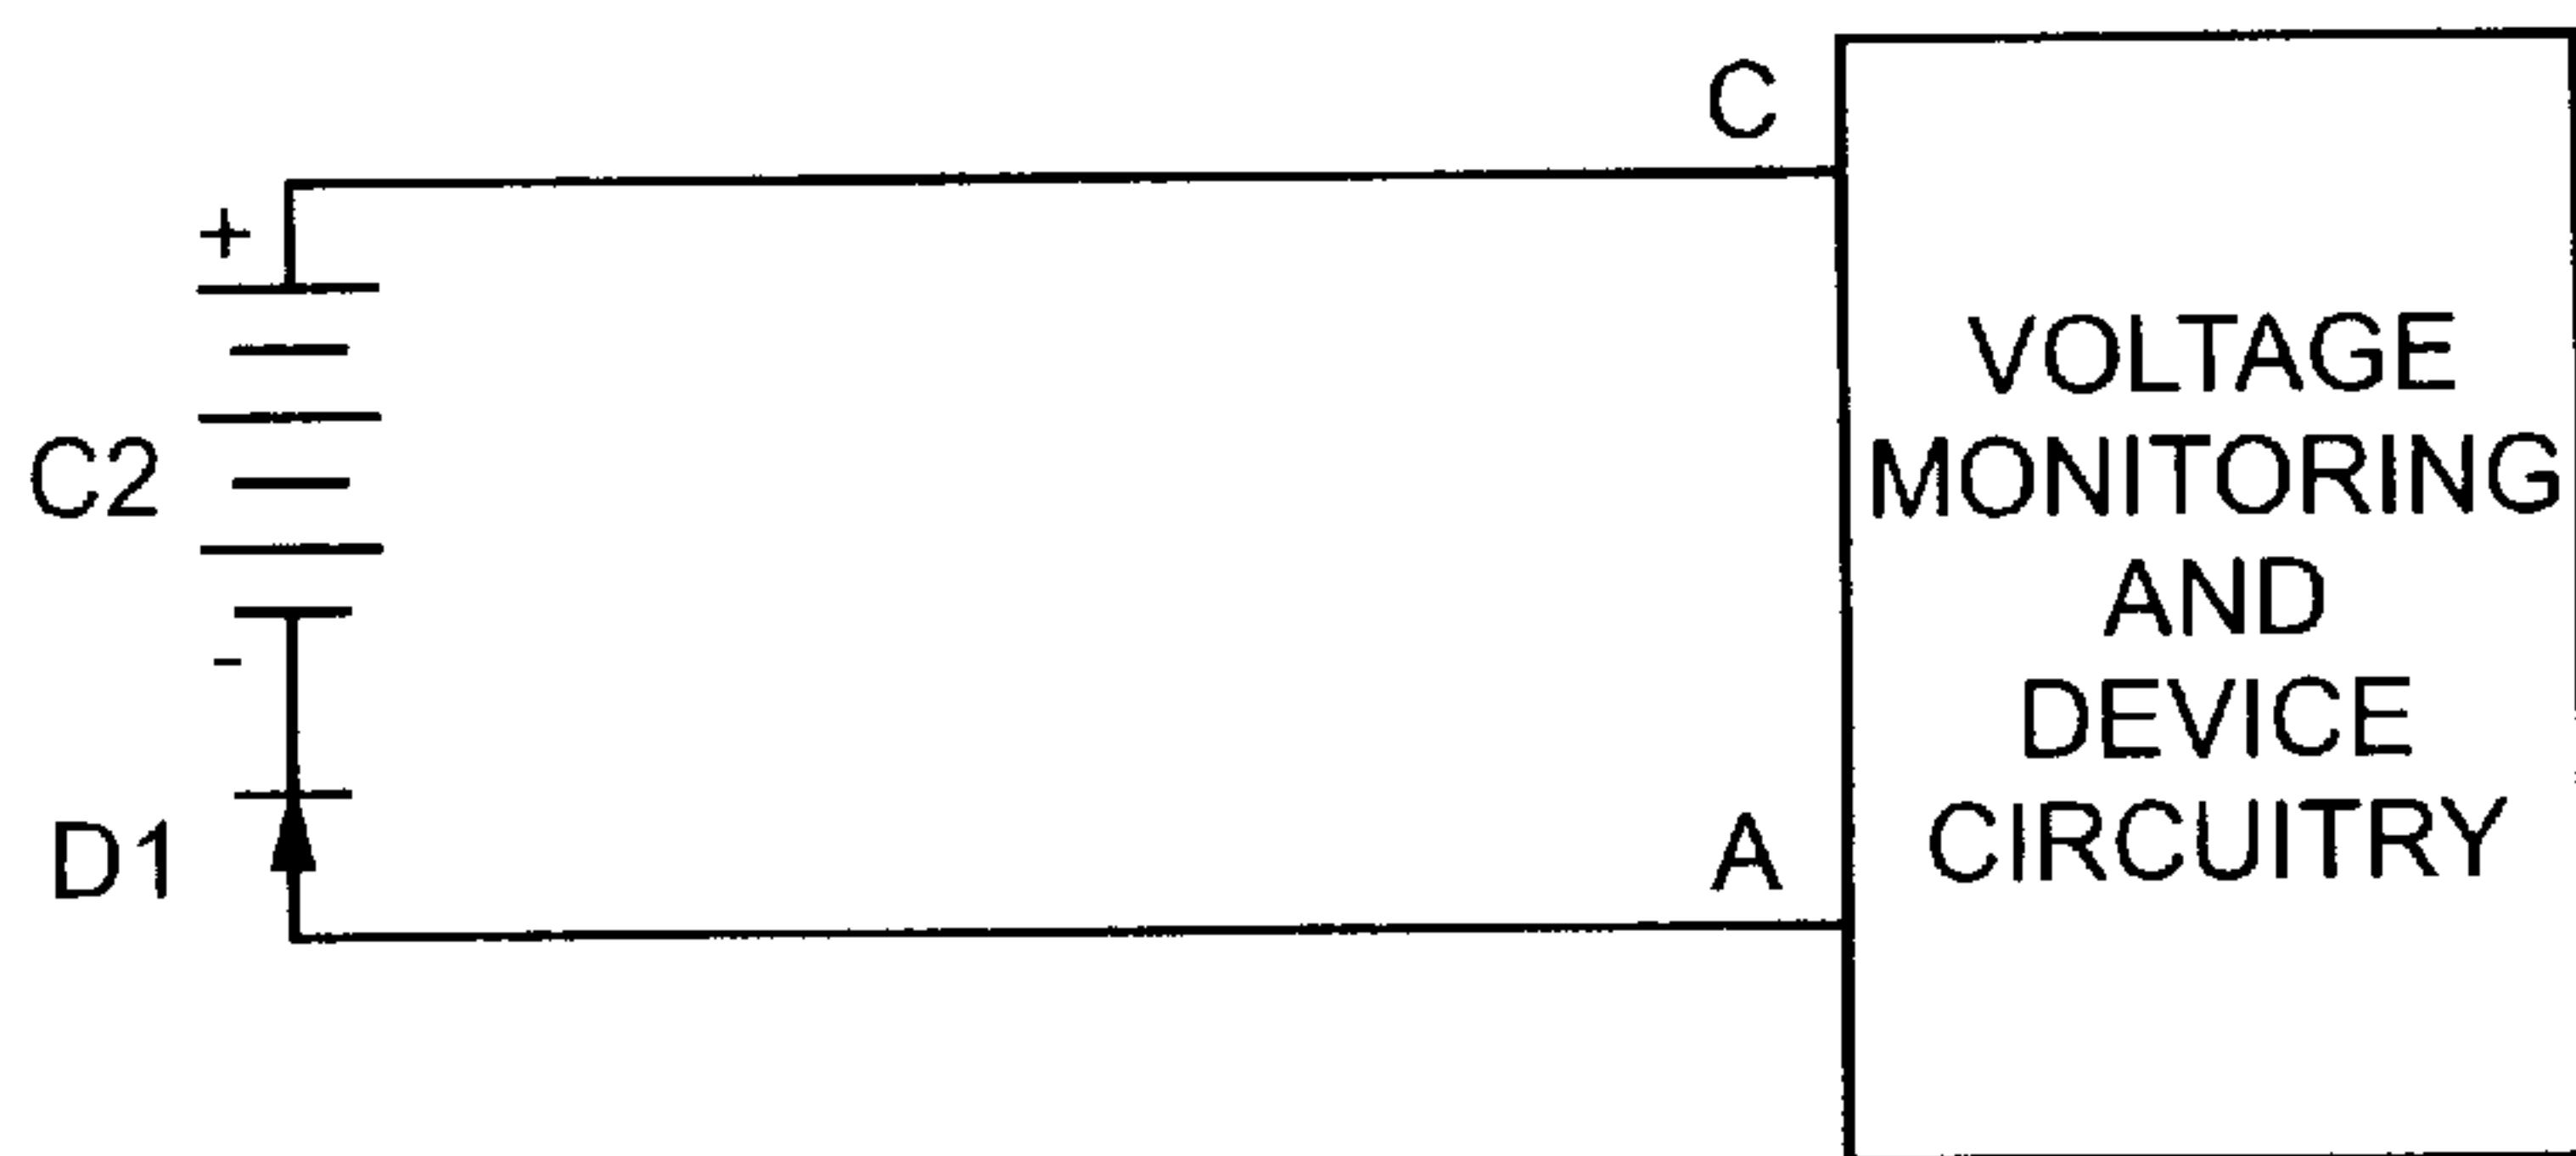 C
+
C2
-
D1
A
VOLTAGE
MONITORING
AND
DEVICE
CIRCUITRY